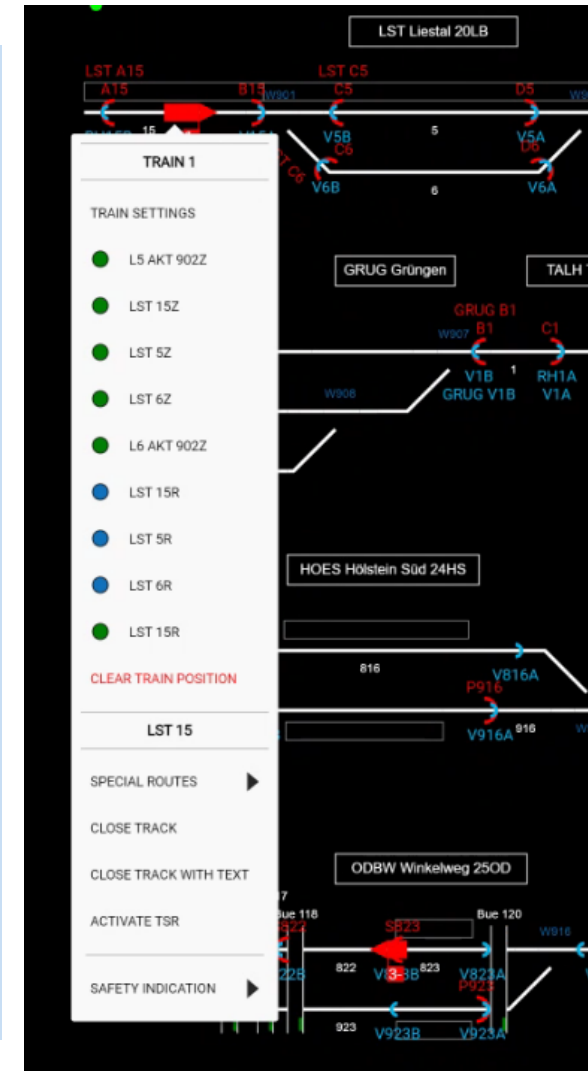 LST Liestal 20LB
LST A15
LST C5
A15
B15
W901
C5
D5
15
V5B
5
V5A
C6
D6
LST C6
V6B
6
V6A
TRAIN 1
TRAIN SETTINGS
L5 AKT 902Z
LST 15Z
LST 5Z
LST 6Z
L6 AKT 902Z
LST 15R
LST 5R
LST 6R
LST 15R
CLEAR TRAIN POSITION
LST 15
SPECIAL ROUTES
CLOSE TRACK
CLOSE TRACK WITH TEXT
ACTIVATE TSR
SAFETY INDICATION
GRUG Grüngen
TALH
GRUG B1
W907
B1
C1
V1B
1
RH1A
W908
GRUG V1B
V1A
HOES Hölstein Süd 24HS
816
V816A
P916
V916A
916
ODBW Winkelweg 25OD
Bue 118
S823
Bue 120
W916
822
823
V823A
P923
923
V923B
V923A